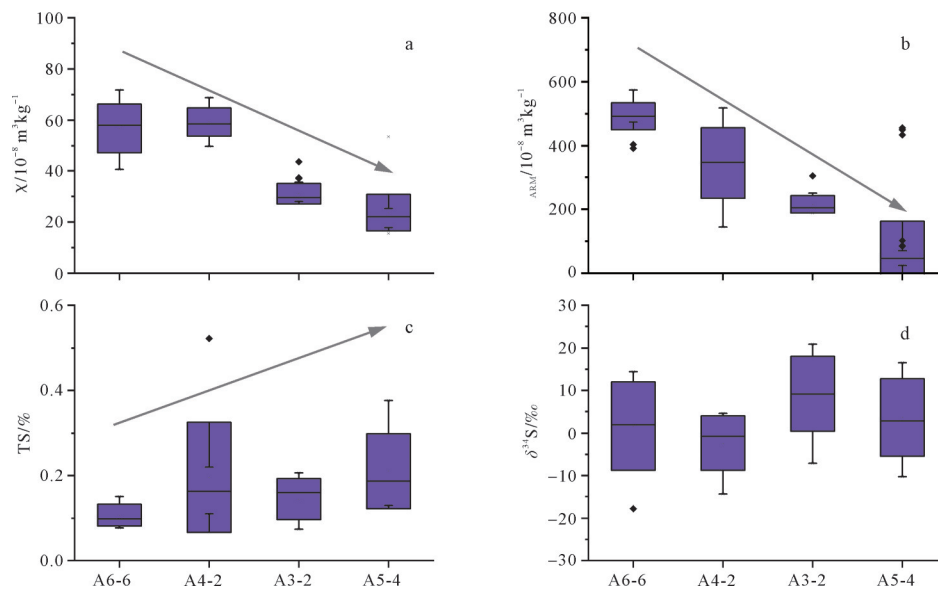 100
80
60
40
20
0
χ/10⁻⁸ m³kg⁻¹
a
800
600
400
200
0
ARM/10⁻⁸ m³kg⁻¹
b
0.6
0.4
0.2
0.0
TS/%
c
A6-6 A4-2 A3-2 A5-4
30
20
10
0
−10
−20
−30
δ³⁴S/‰
d
A6-6 A4-2 A3-2 A5-4